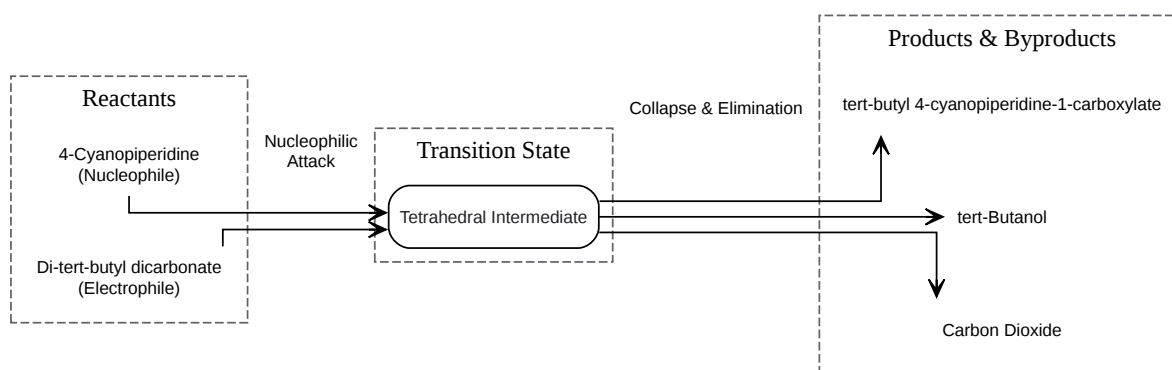 Reactants
4-Cyanopiperidine
(Nucleophile)
Di-tert-butyl dicarbonate
(Electrophile)
Nucleophilic
Attack
Transition State
Tetrahedral Intermediate
Collapse & Elimination
Products & Byproducts
tert-butyl 4-cyanopiperidine-1-carboxylate
tert-Butanol
Carbon Dioxide